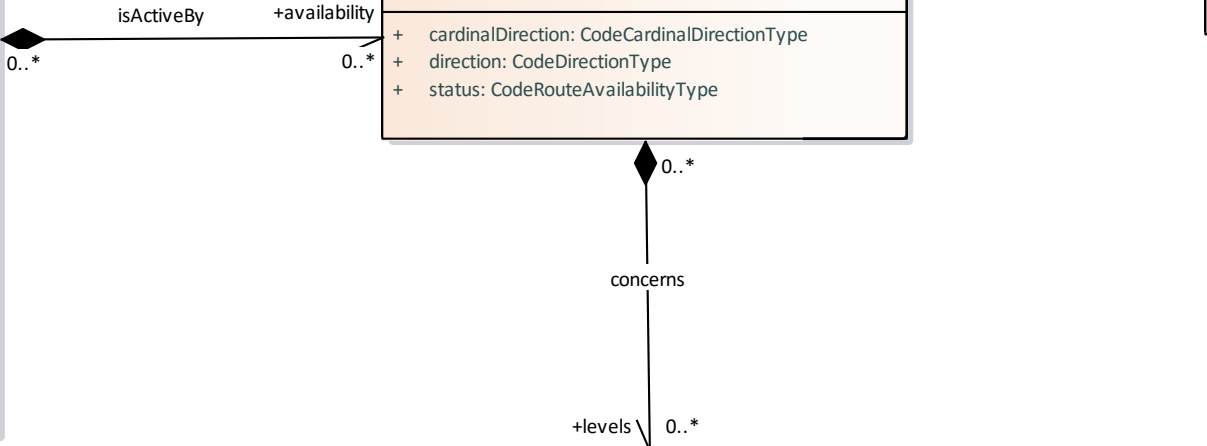 isActiveBy
+availability
0..*
0..*
+ cardinalDirection: CodeCardinalDirectionType
+ direction: CodeDirectionType
+ status: CodeRouteAvailabilityType
0..*
concerns
+levels
0..*